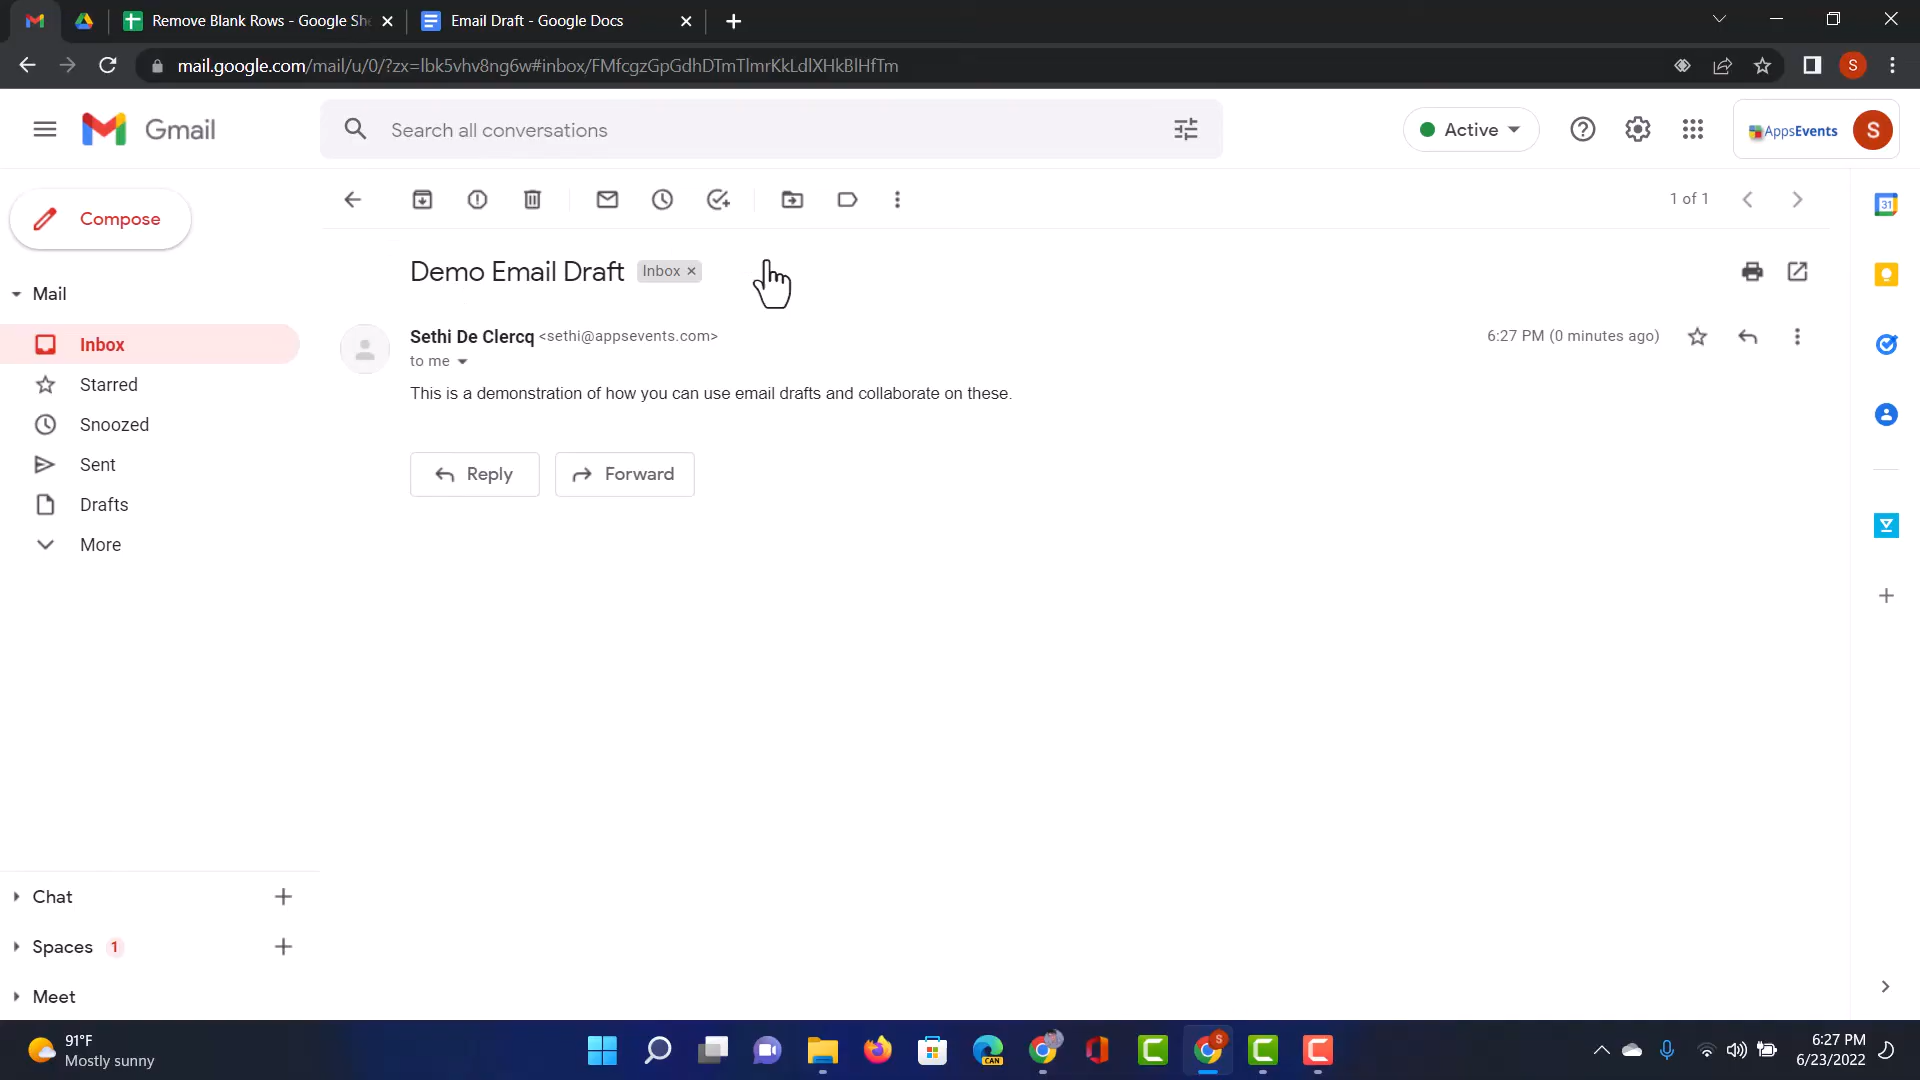 Remove Blank Rows - Google She
Email Draft - Google Docs
mail.google.com/mail/u/0/?zx=lbk5vhv8ng6w#inbox/FMfcgzGpGdhDTmTlmrKkLdlXHkBlHfTm
S
Gmail
Search all conversations
Active
AppsEvents
S
Compose
1 of 1
31
Demo Email Draft
Inbox ×
Mail
Sethi De Clercq <sethi@appsevents.com>
6:27 PM (0 minutes ago)
Inbox
to me
This is a demonstration of how you can use email drafts and collaborate on these.
Starred
Snoozed
Reply
Forward
Sent
Drafts
More
Chat
Spaces 1
Meet
91°F
Mostly sunny
CAN
S
6:27 PM
6/23/2022